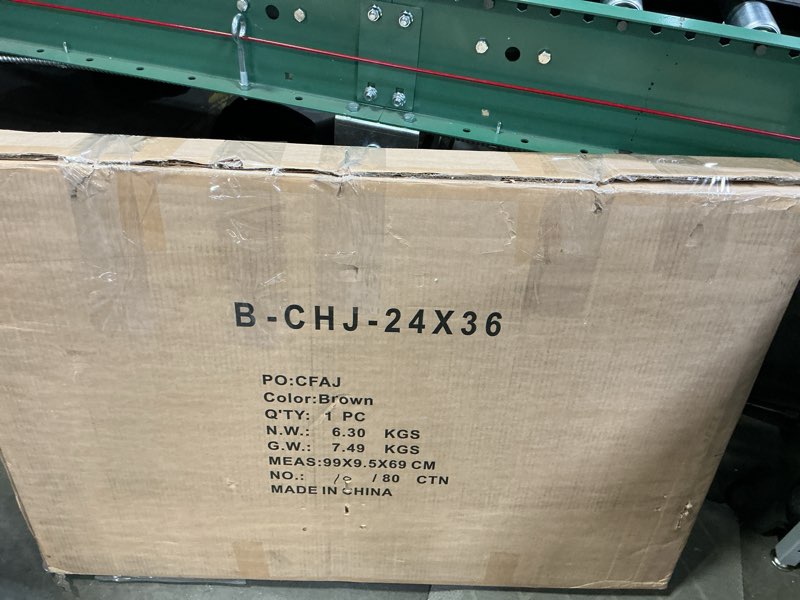 B-CHJ-24X36
PO:CFAJ
Color:Brown
Q'TY: 1 PC
N.W.: 6.30 KGS
G.W.: 7.49 KGS
MEAS:99X9.5X69 CM
NO.: / / 80 CTN
MADE IN CHINA